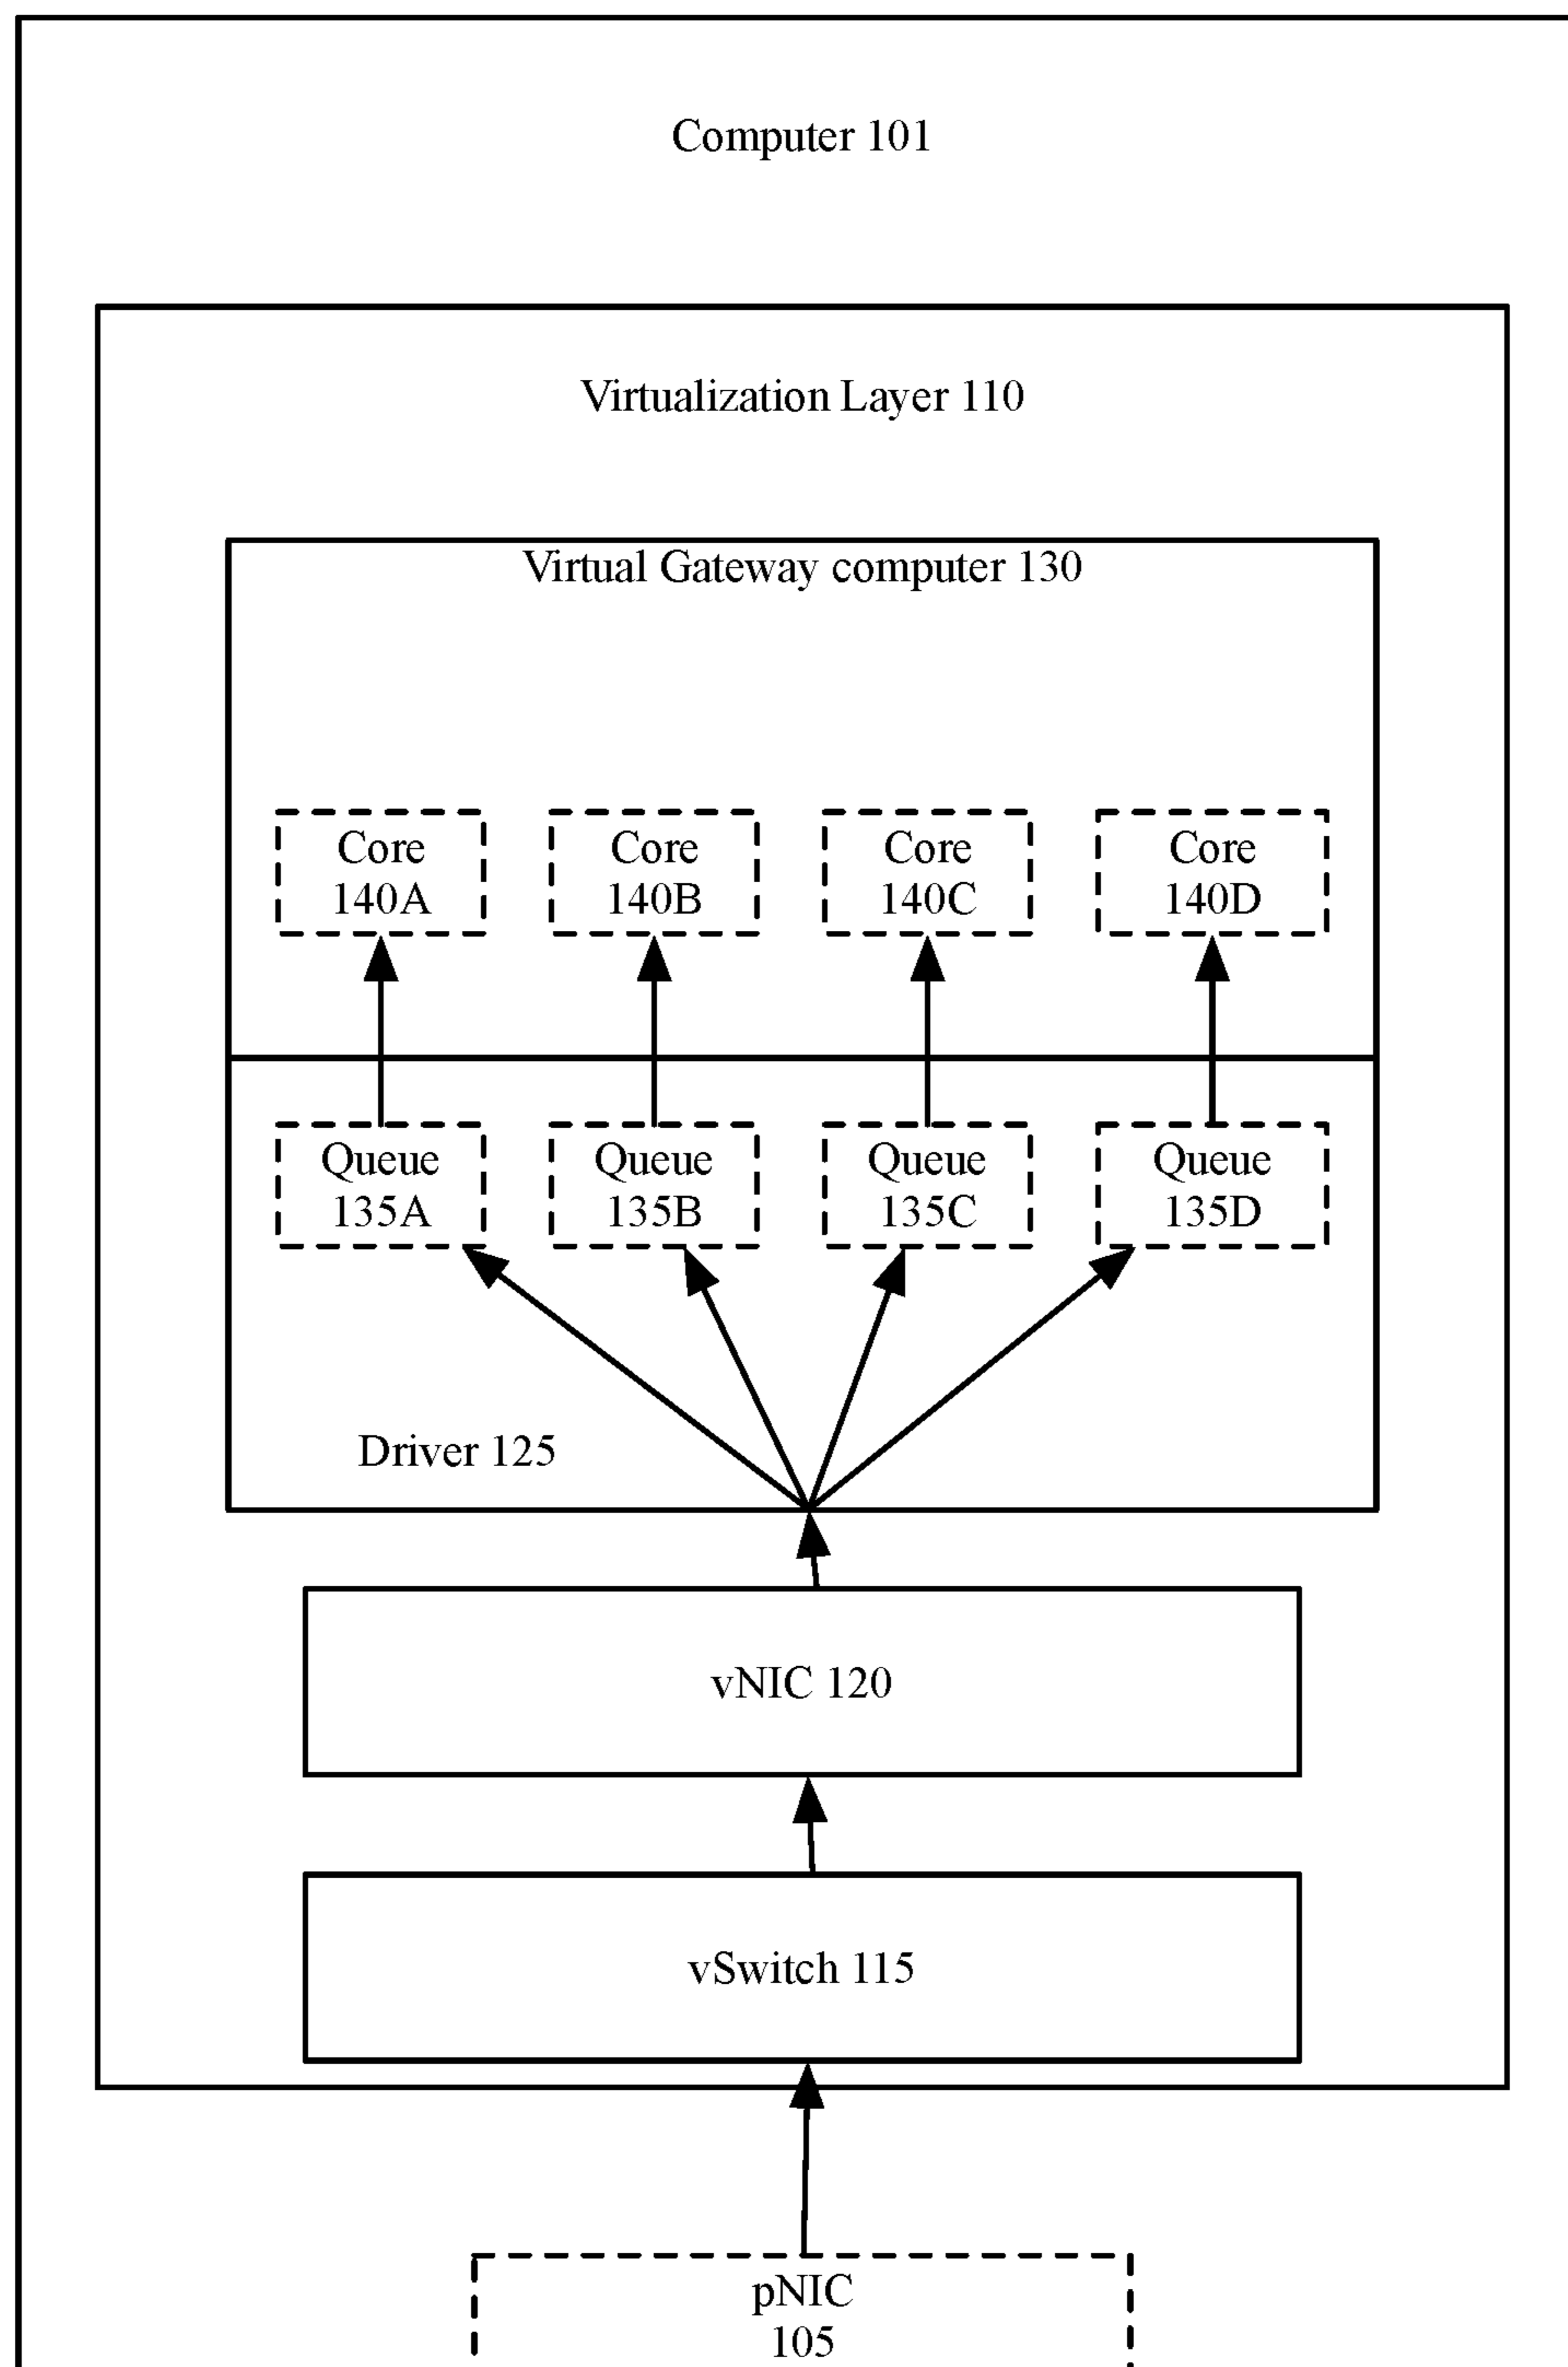 Computer 101
Virtualization Layer 110
Virtual Gateway computer 130
Core
140A
Core
140B
Core
140C
Core
140D
Queue
135A
Queue
135B
Queue
135C
Queue
135D
Driver 125
vNIC 120
vSwitch 115
pNIC
105